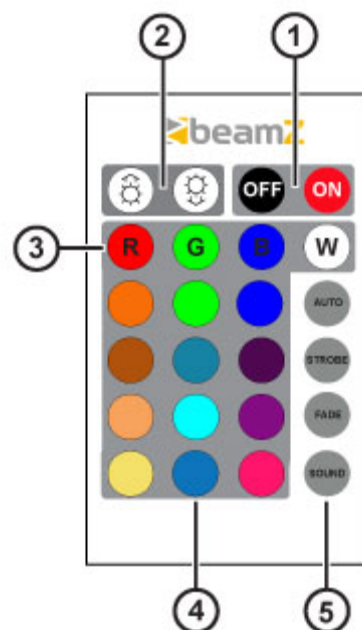 2 1
beamZ
OFF ON
3 R G B W
AUTO
STROBE
FADE
SOUND
4 5